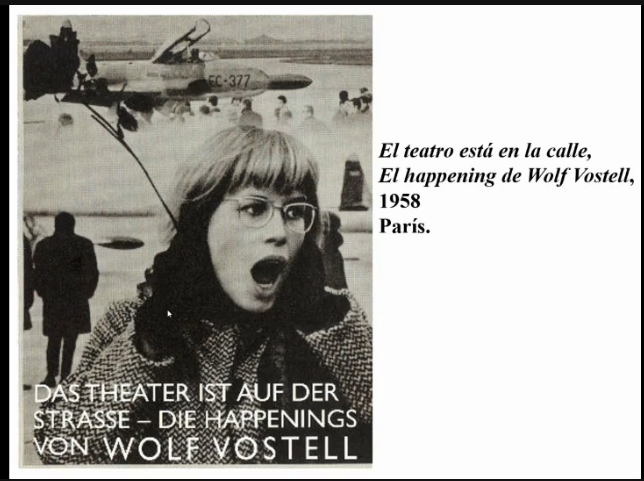 FC-377
El teatro está en la calle,
El happening de Wolf Vostell,
1958
París.
DAS THEATER IST AUF DER
STRASSE – DIE HAPPENINGS
VON WOLF VOSTELL